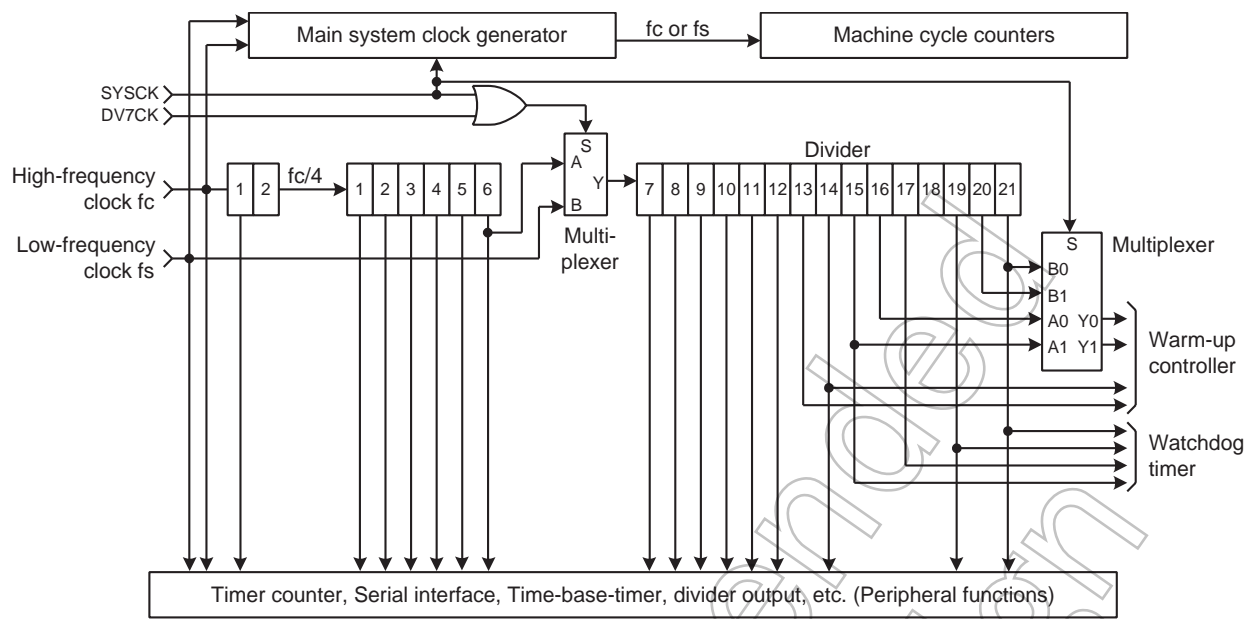 Main system clock generator
fc or fs
Machine cycle counters
SYSCK
DV7CK
S
Divider
High-frequency
clock fc
1 2
fc/4
1 2 3 4 5 6
A
Y
B
7 8 9 10 11 12 13 14 15 16 17 18 19 20 21
Multi-
plexer
Low-frequency
clock fs
S
Multiplexer
B0
B1
A0 Y0
A1 Y1
Warm-up
controller
Watchdog
timer
Timer counter, Serial interface, Time-base-timer, divider output, etc. (Peripheral functions)